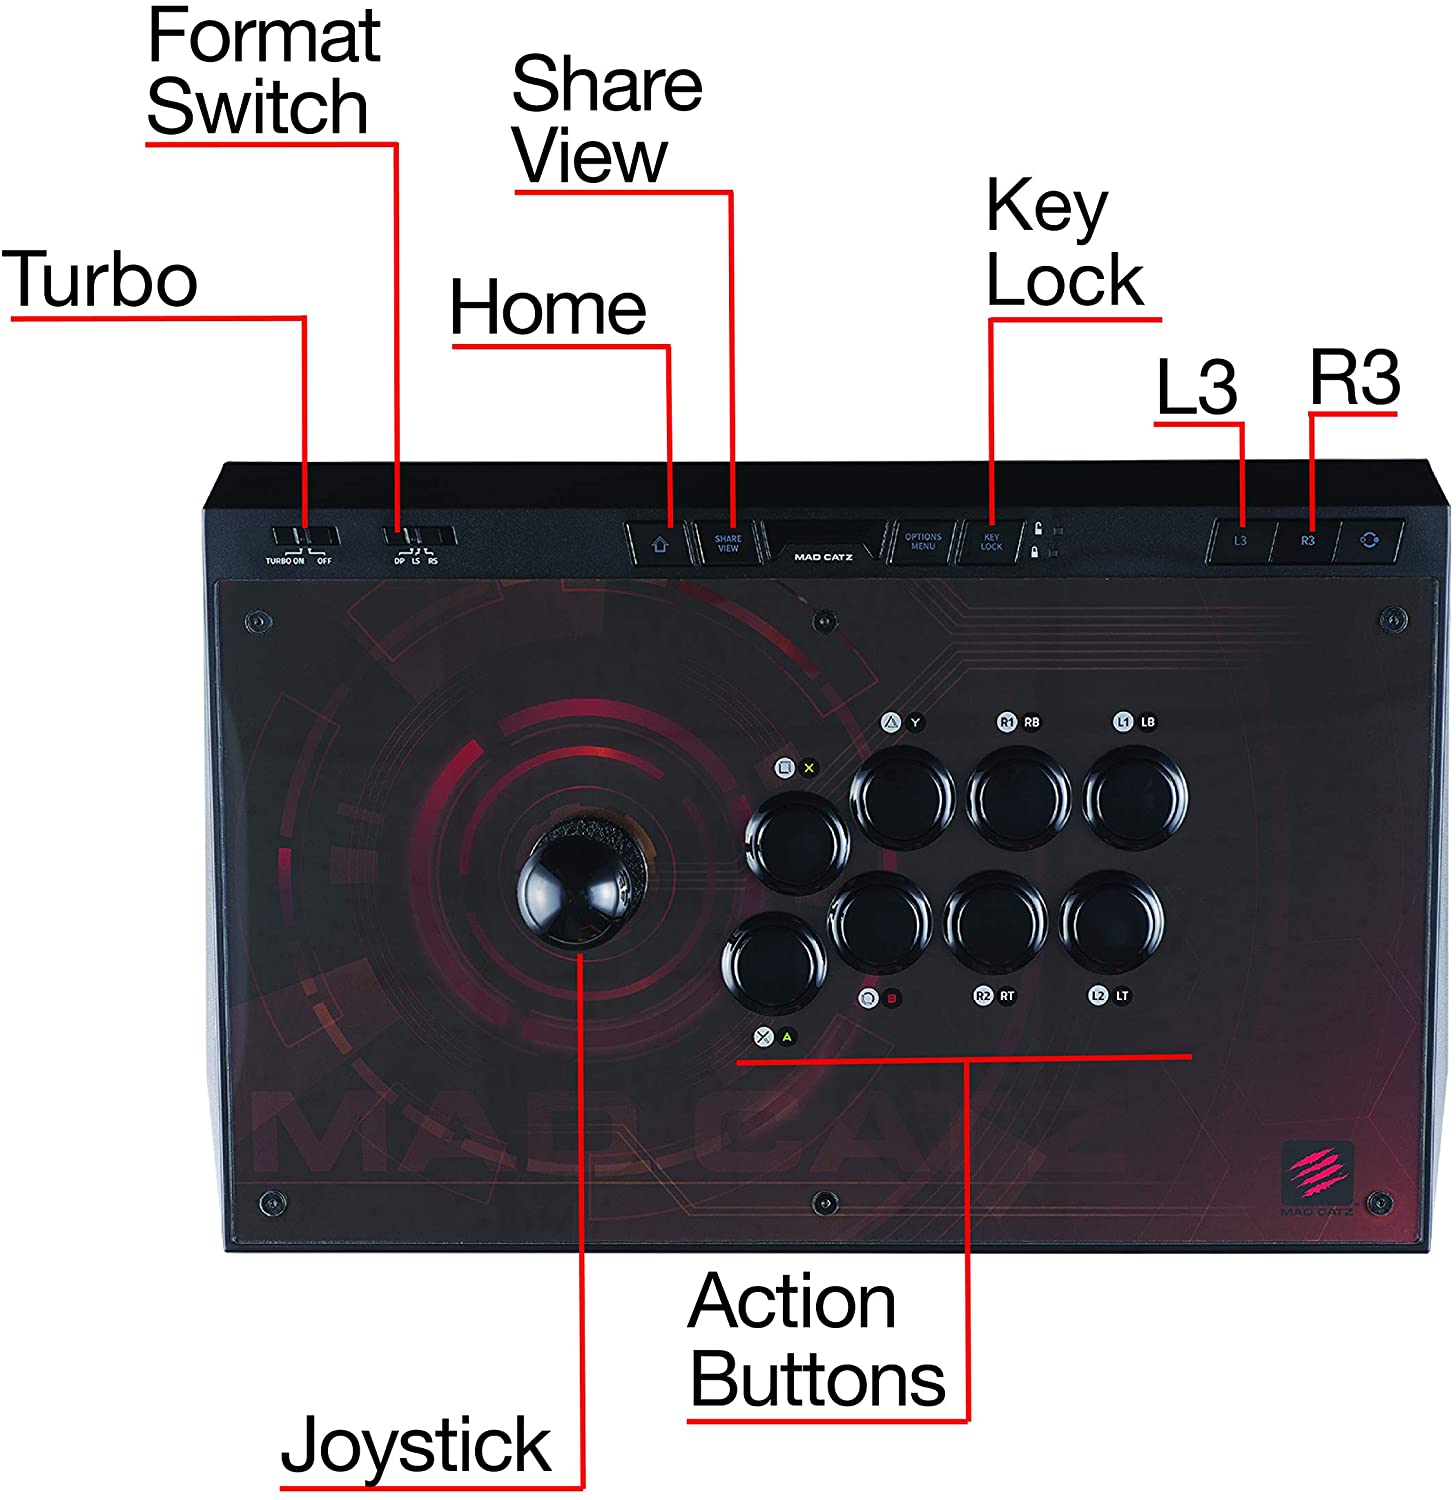 Format
Switch
Share
View
Key
Lock
Turbo
Home
L3
R3
TURBO ON OFF
DP LS RS
SHARE
VIEW
MAD CATZ
OPTIONS
MENU
KEY
LOCK
L3
R3
Y
R1 RB
L1 LB
X
B
R2 RT
L2 LT
A
MAD CATZ
MAD CATZ
Action
Buttons
Joystick